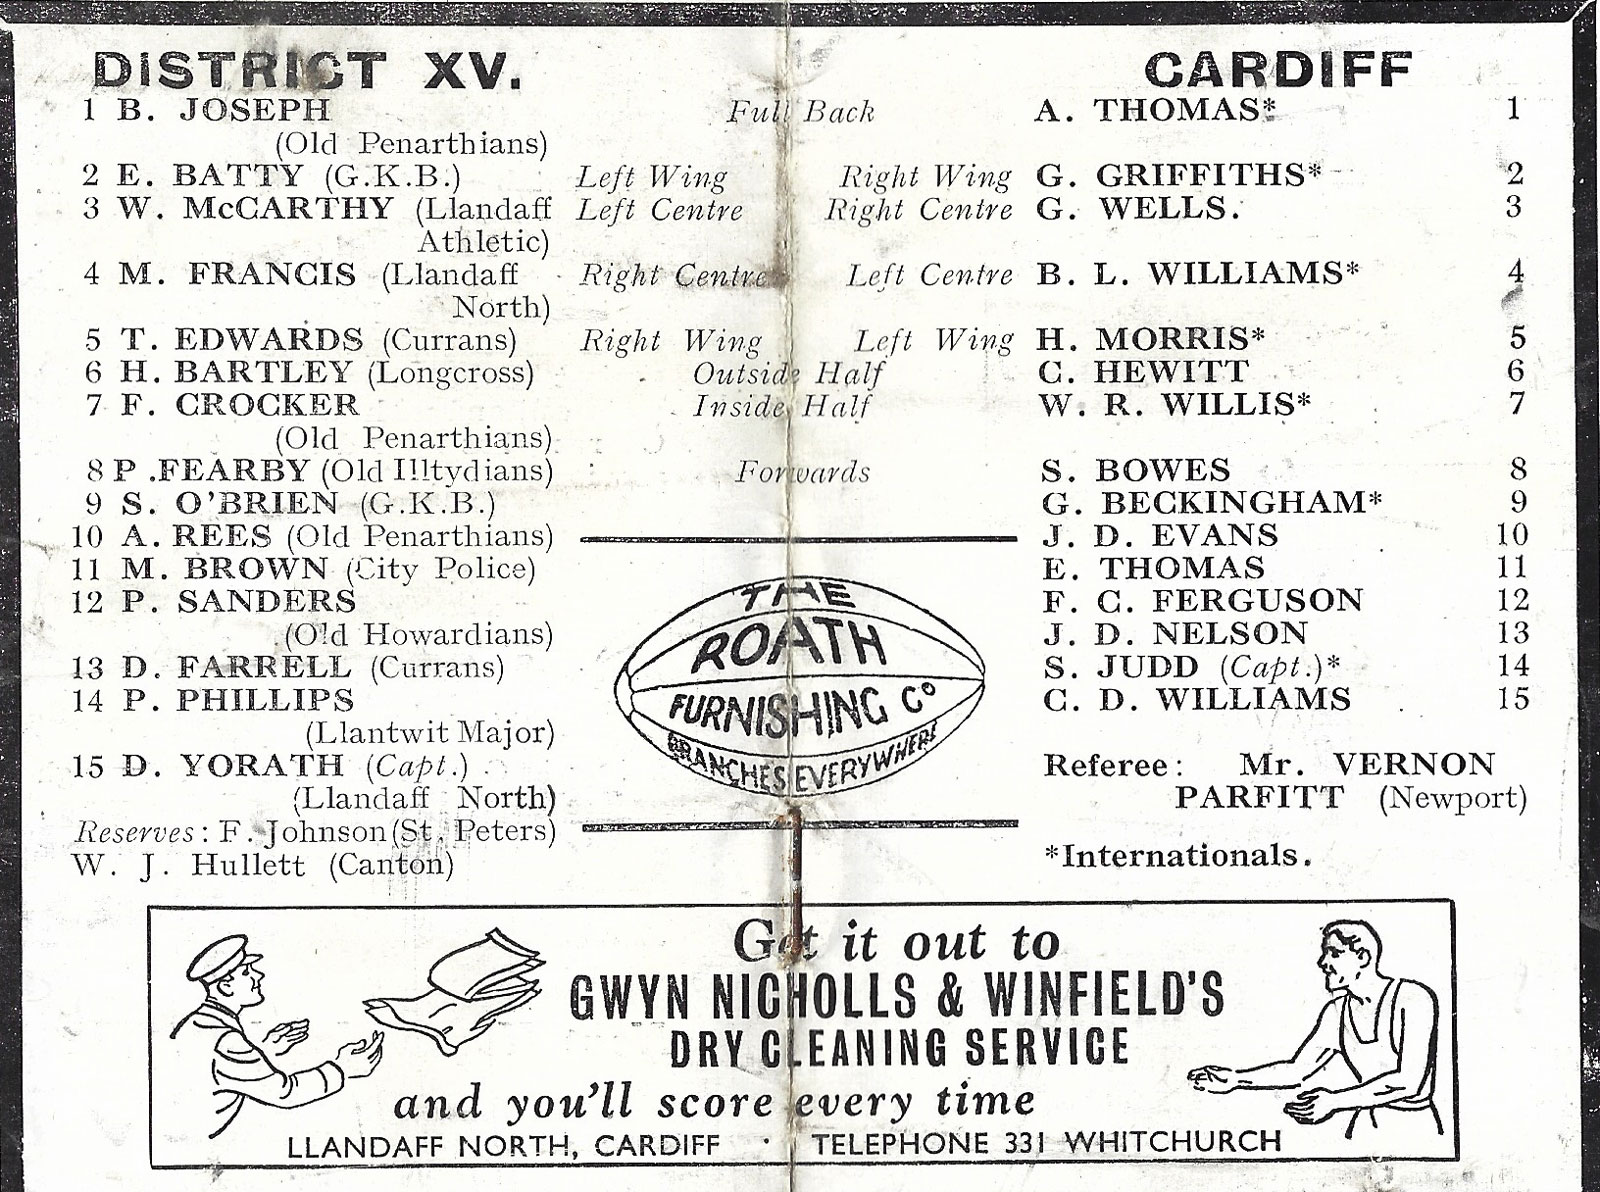 DISTRICT XV. CARDIFF
1 B. JOSEPH Full Back A. THOMAS* 1
(Old Penarthians)
2 E. BATTY (G.K.B.) Left Wing Right Wing G. GRIFFITHS* 2
3 W. McCARTHY (Llandaff Left Centre Right Centre G. WELLS. 3
Athletic)
4 M. FRANCIS (Llandaff Right Centre Left Centre B. L. WILLIAMS* 4
North)
5 T. EDWARDS (Currans) Right Wing Left Wing H. MORRIS* 5
6 H. BARTLEY (Longcross) Outside Half C. HEWITT 6
7 F. CROCKER Inside Half W. R. WILLIS* 7
(Old Penarthians)
8 P .FEARBY (Old Illtydians) Forwards S. BOWES 8
9 S. O'BRIEN (G.K.B.) G. BECKINGHAM* 9
10 A. REES (Old Penarthians) J. D. EVANS 10
11 M. BROWN (City Police) E. THOMAS 11
12 P. SANDERS F. C. FERGUSON 12
(Old Howardians) J. D. NELSON 13
13 D. FARRELL (Currans) S. JUDD (Capt.)* 14
14 P. PHILLIPS C. D. WILLIAMS 15
(Llantwit Major)
15 D. YORATH (Capt.) Referee: Mr. VERNON
(Llandaff North) PARFITT (Newport)
Reserves: F. Johnson (St. Peters)
W. J. Hullett (Canton) *Internationals.
THE
ROATH
FURNISHING Co
BRANCHES EVERYWHERE
Get it out to
GWYN NICHOLLS & WINFIELD'S
DRY CLEANING SERVICE
and you'll score every time
LLANDAFF NORTH, CARDIFF · TELEPHONE 331 WHITCHURCH